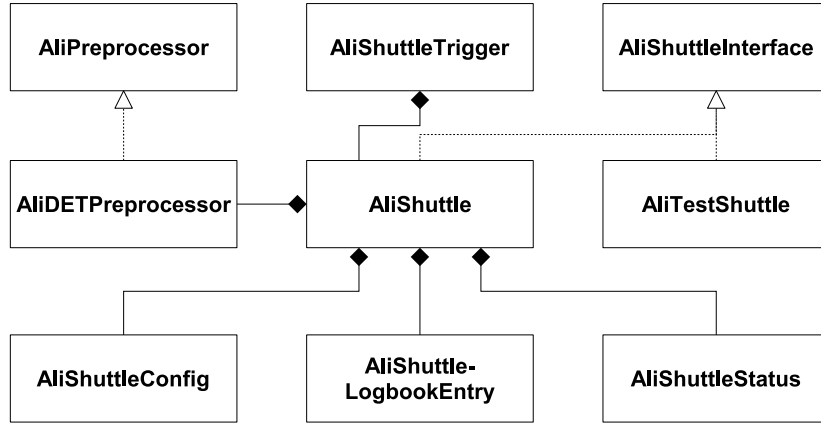 AliPreprocessor
AliShuttleTrigger
AliShuttleInterface
AliDETPreprocessor
AliShuttle
AliTestShuttle
AliShuttleConfig
AliShuttle-
LogbookEntry
AliShuttleStatus